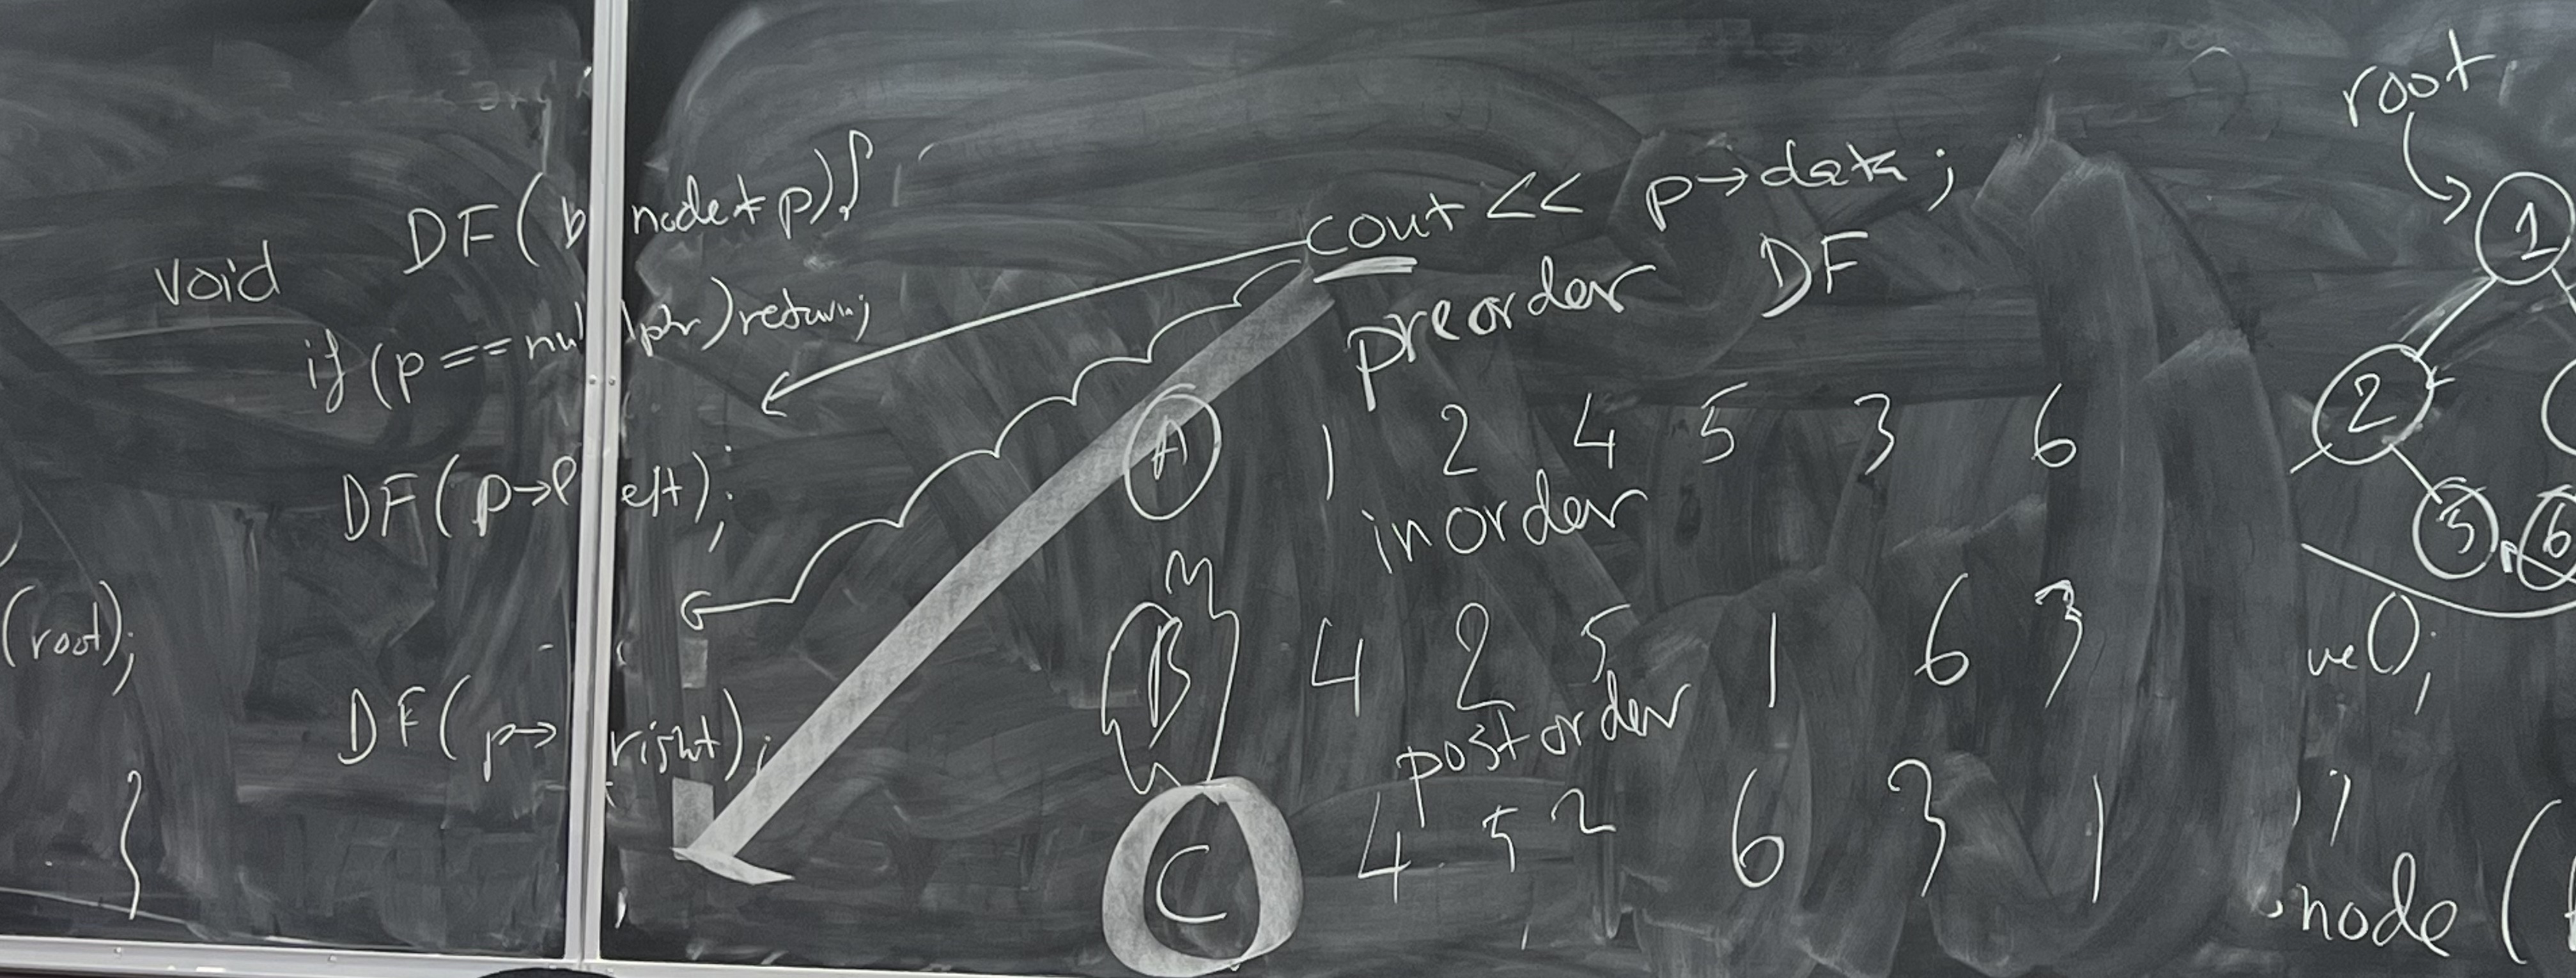 void DF(bnode* p){
if (p == nullptr) return;
DF(p→left);
DF(p→right);
}
(root);
cout << p→data;
preorder DF
A 1 2 4 5 3 6
inorder
B 4 2 5 1 6 3
postorder
C 4 5 2 6 3 1
root
1
2
5 6
ve();
node (